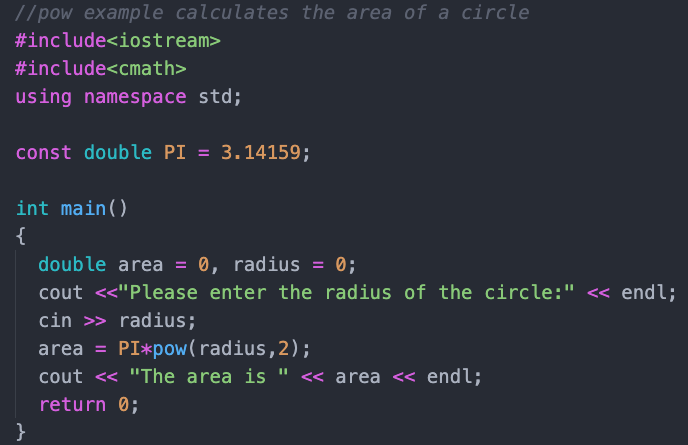 //pow example calculates the area of a circle
#include<iostream>
#include<cmath>
using namespace std;

const double PI = 3.14159;

int main()
{
  double area = 0, radius = 0;
  cout <<"Please enter the radius of the circle:" << endl;
  cin >> radius;
  area = PI*pow(radius,2);
  cout << "The area is " << area << endl;
  return 0;
}